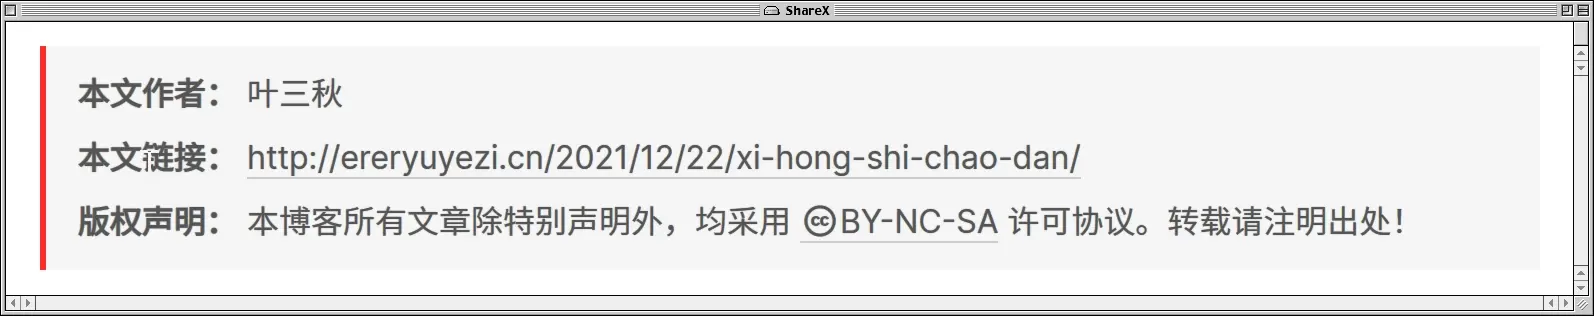 ShareX
本文作者： 叶三秋
本文链接： http://ereryuyezi.cn/2021/12/22/xi-hong-shi-chao-dan/
版权声明： 本博客所有文章除特别声明外，均采用 🅭BY-NC-SA 许可协议。转载请注明出处！